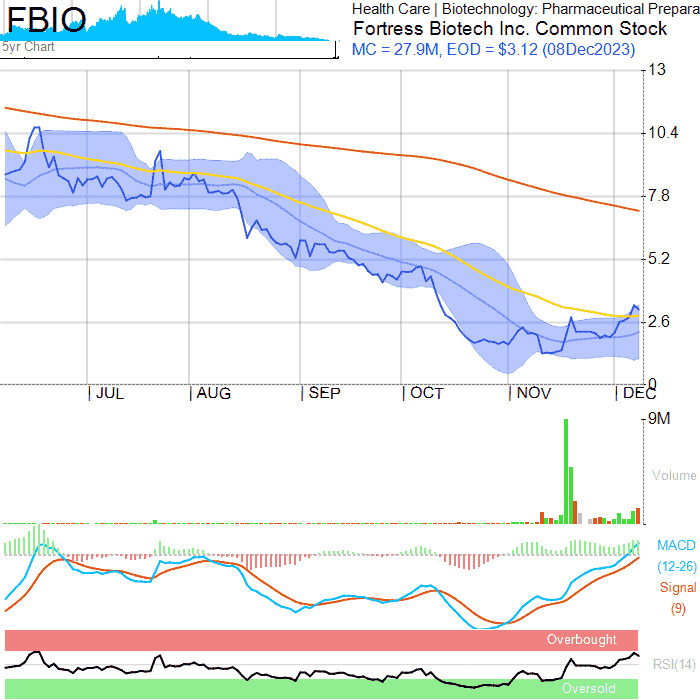 FBIO
5yr Chart
Health Care | Biotechnology: Pharmaceutical Prepara
Fortress Biotech Inc. Common Stock
MC = 27.9M, EOD = $3.12 (08Dec2023)
13
10.4
7.8
5.2
2.6
0
JUL AUG SEP OCT NOV DEC
9M
Volume
MACD
(12-26)
Signal
(9)
Overbought
RSI(14)
Oversold